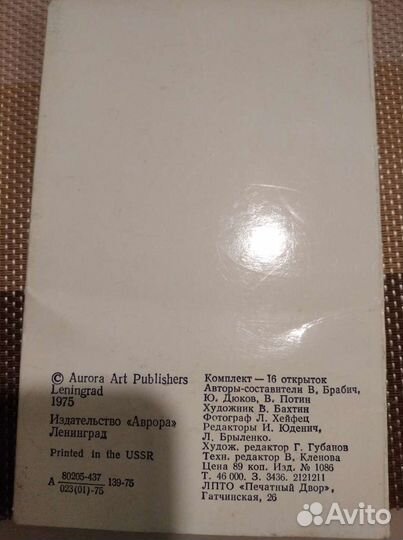 © Aurora Art Publishers
Leningrad
1975
Издательство «Аврора»
Ленинград
Printed in the USSR
А 80205-437/023(01)-75 139-75
Комплект — 16 открыток
Авторы-составители В. Брабич,
Ю. Дюков, В. Потин
Художник В. Бахтин
Фотограф Л. Хейфец
Редакторы И. Юденич,
Л. Брыленко.
Худож. редактор Г. Губанов
Техн. редактор В. Кленова
Цена 89 коп. Изд. № 1086
Т. 46 000. З. 3436. 2121211
ЛПТО «Печатный Двор»,
Гатчинская, 26
Avito